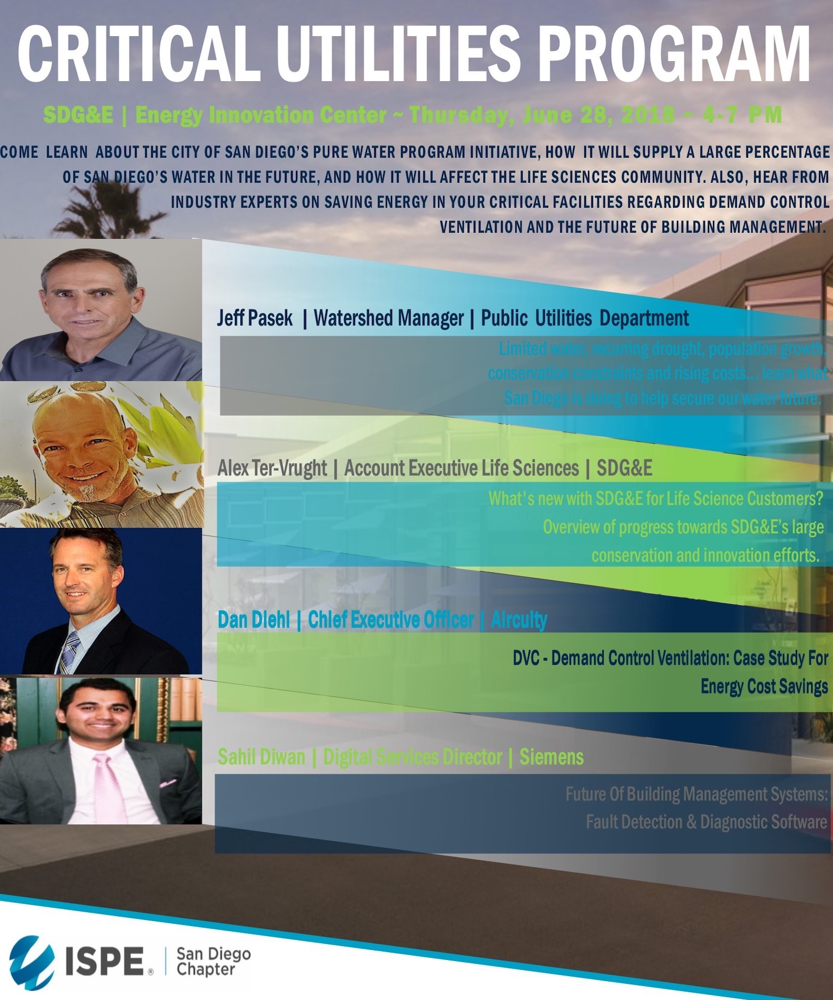 CRITICAL UTILITIES PROGRAM
SDG&E | Energy Innovation Center ~ Thursday, June 28, 2018 ~ 4-7 PM
COME LEARN ABOUT THE CITY OF SAN DIEGO'S PURE WATER PROGRAM INITIATIVE, HOW IT WILL SUPPLY A LARGE PERCENTAGE
OF SAN DIEGO'S WATER IN THE FUTURE, AND HOW IT WILL AFFECT THE LIFE SCIENCES COMMUNITY. ALSO, HEAR FROM
INDUSTRY EXPERTS ON SAVING ENERGY IN YOUR CRITICAL FACILITIES REGARDING DEMAND CONTROL
VENTILATION AND THE FUTURE OF BUILDING MANAGEMENT.
Jeff Pasek | Watershed Manager | Public Utilities Department
Limited water, recurring drought, population growth,
conservation constraints and rising costs... learn what
San Diego is doing to help secure our water future.
Alex Ter-Vrught | Account Executive Life Sciences | SDG&E
What's new with SDG&E for Life Science Customers?
Overview of progress towards SDG&E's large
conservation and innovation efforts.
Dan Diehl | Chief Executive Officer | Aircuity
DVC - Demand Control Ventilation: Case Study For
Energy Cost Savings
Sahil Diwan | Digital Services Director | Siemens
Future Of Building Management Systems:
Fault Detection & Diagnostic Software
ISPE® | San Diego
Chapter